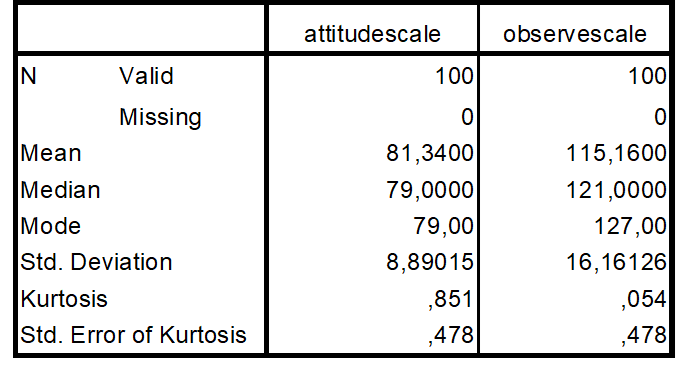 attitudescale observescale
N Valid 100 100
Missing 0 0
Mean 81,3400 115,1600
Median 79,0000 121,0000
Mode 79,00 127,00
Std. Deviation 8,89015 16,16126
Kurtosis ,851 ,054
Std. Error of Kurtosis ,478 ,478